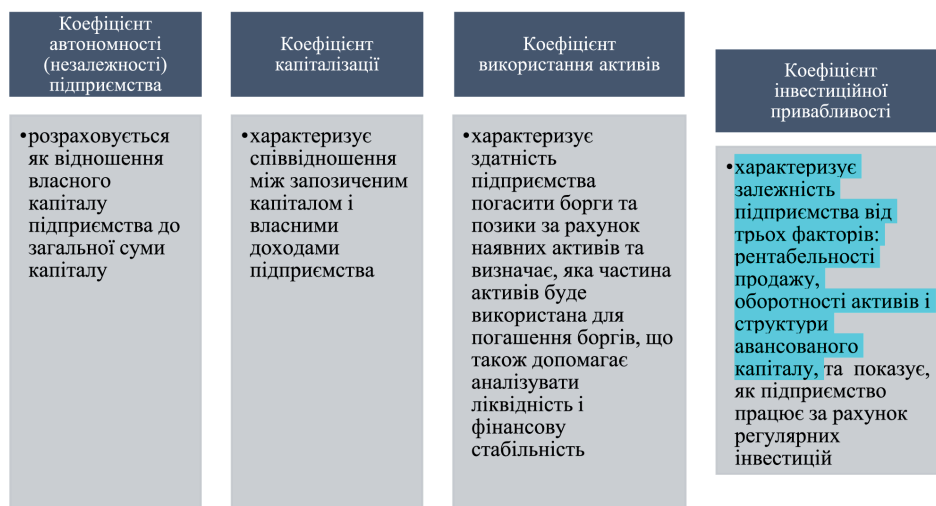 Коефіцієнт
автономності
(незалежності)
підприємства
•розраховується
як відношення
власного
капіталу
підприємства до
загальної суми
капіталу
Коефіцієнт
капіталізації
•характеризує
співвідношення
між запозиченим
капіталом і
власними
доходами
підприємства
Коефіцієнт
використання активів
•характеризує
здатність
підприємства
погасити борги та
позики за рахунок
наявних активів та
визначає, яка частина
активів буде
використана для
погашення боргів, що
також допомагає
аналізувати
ліквідність і
фінансову
стабільність
Коефіцієнт
інвестиційної
привабливості
•характеризує
залежність
підприємства від
трьох факторів:
рентабельності
продажу,
оборотності активів і
структури
авансованого
капіталу, та показує,
як підприємство
працює за рахунок
регулярних
інвестицій